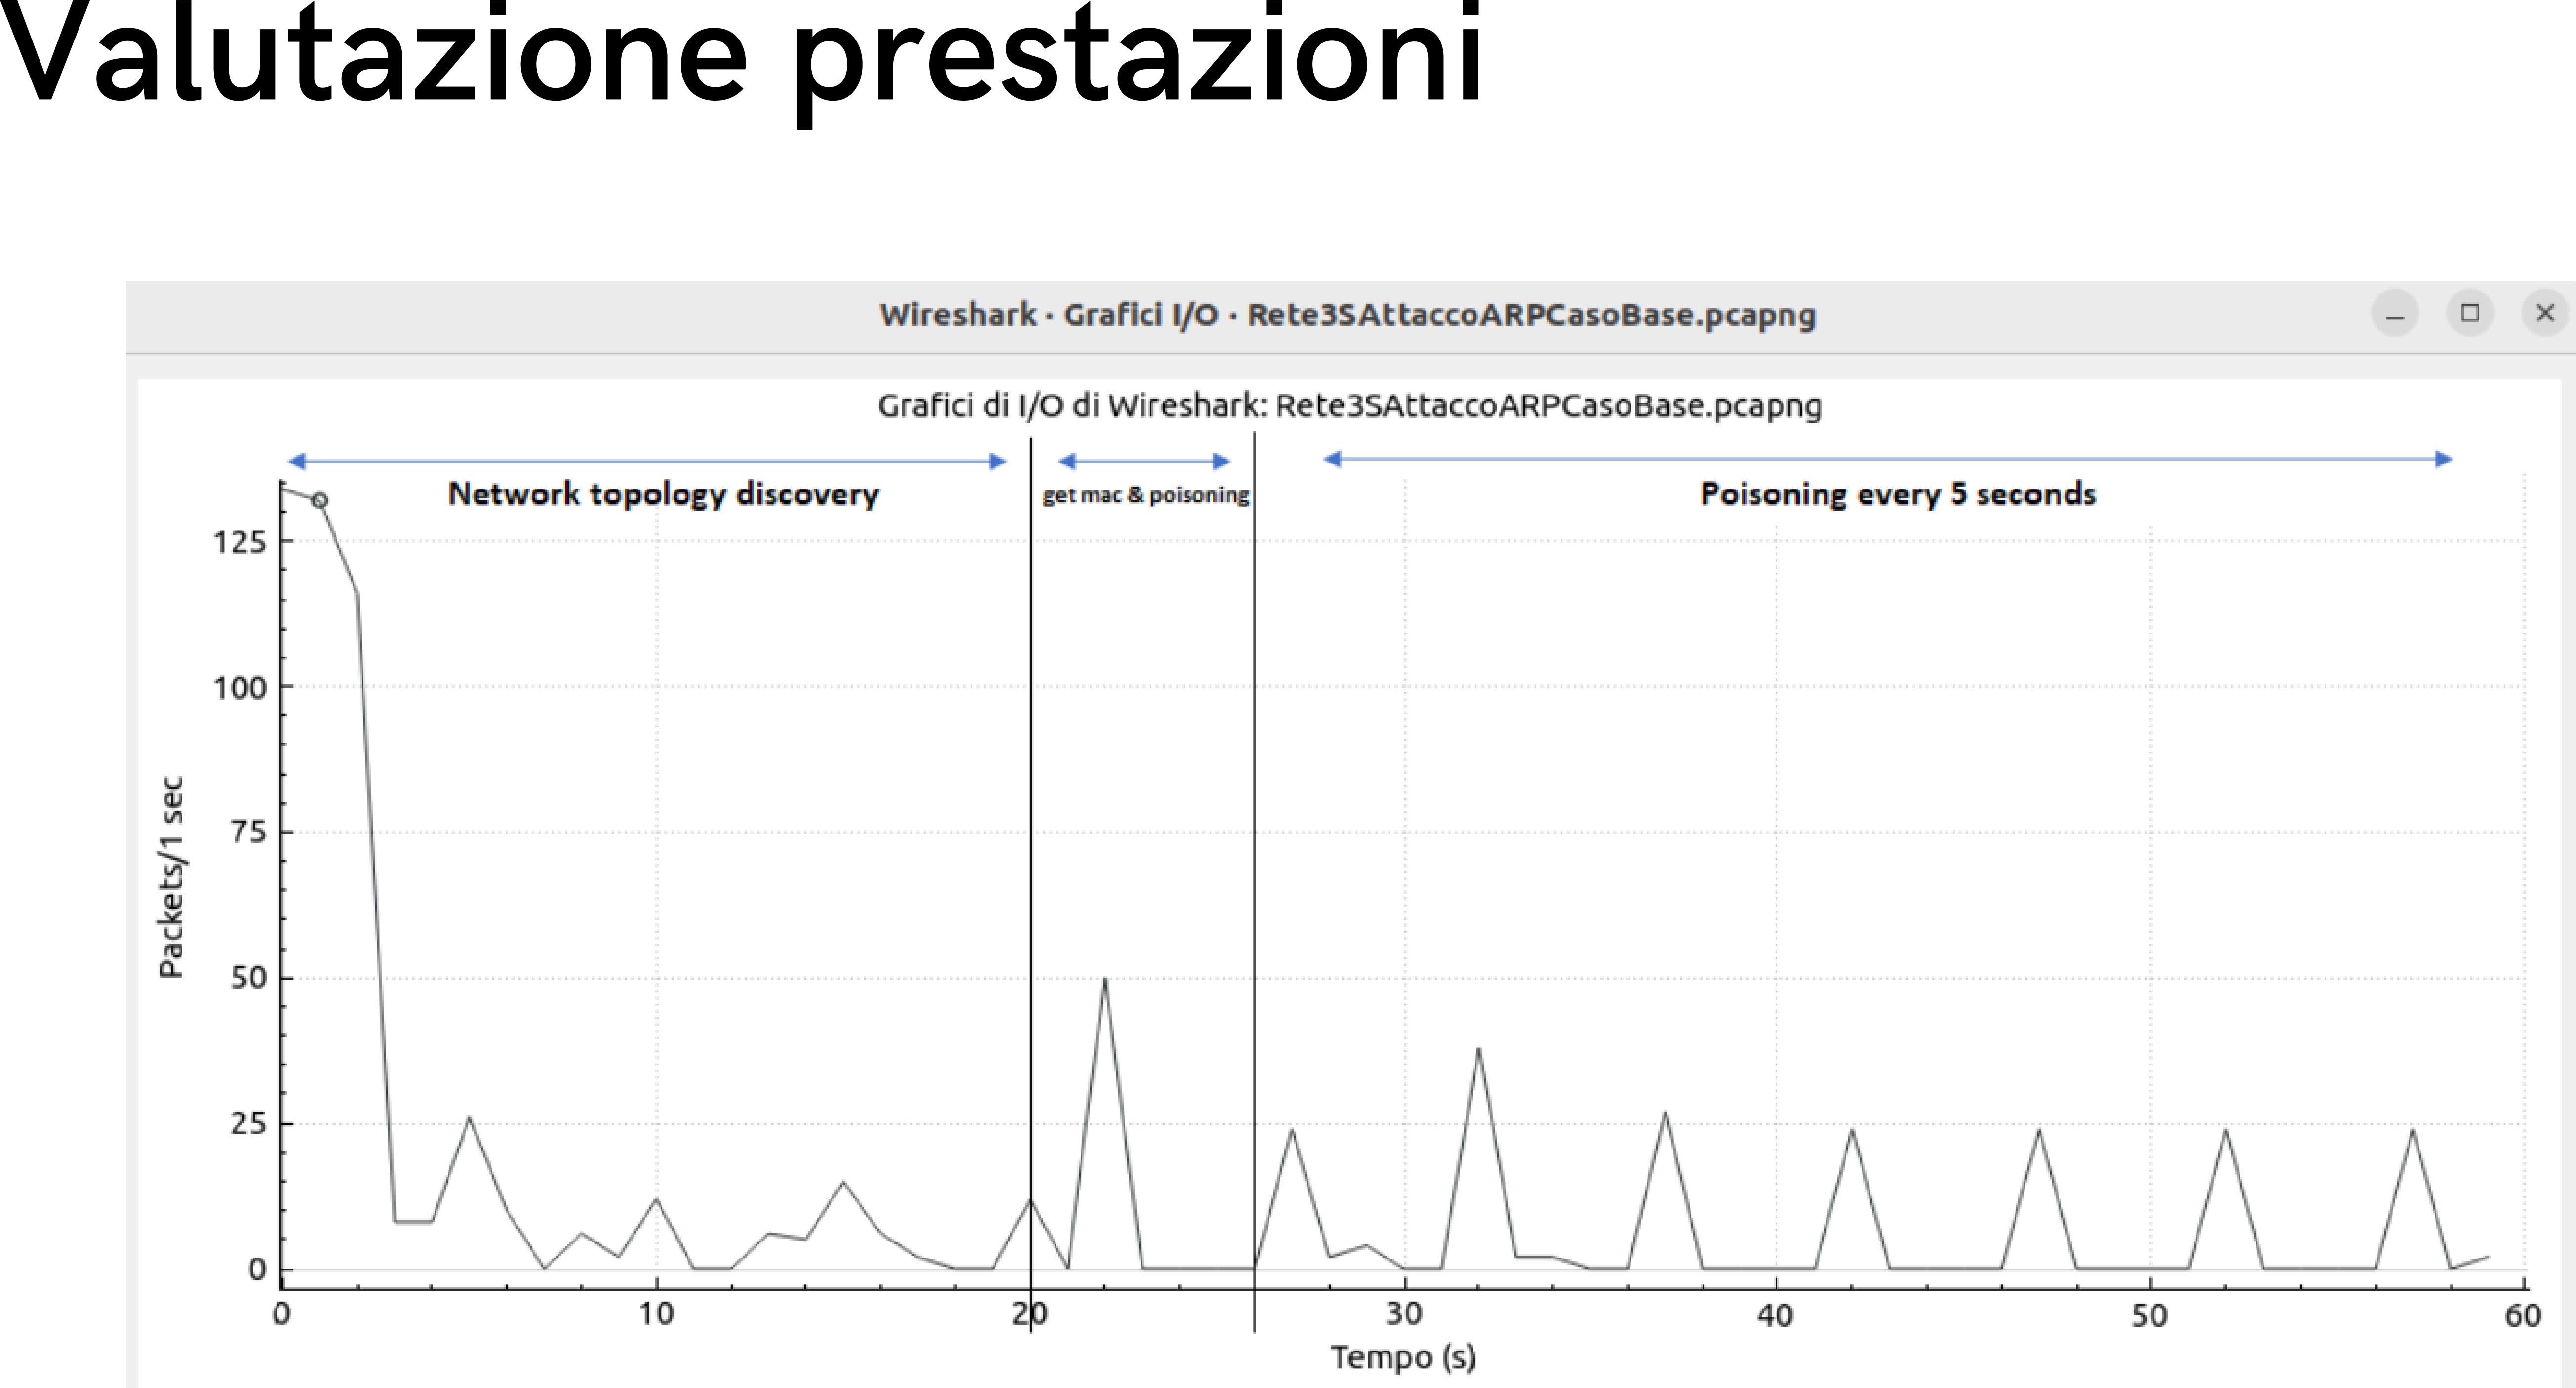 Valutazione prestazioni
Wireshark · Grafici I/O · Rete3SAttaccoARPCasoBase.pcapng
Grafici di I/O di Wireshark: Rete3SAttaccoARPCasoBase.pcapng
Network topology discovery
get mac & poisoning
Poisoning every 5 seconds
125
100
75
50
25
0
Packets/1 sec
0 10 20 30 40 50 60
Tempo (s)